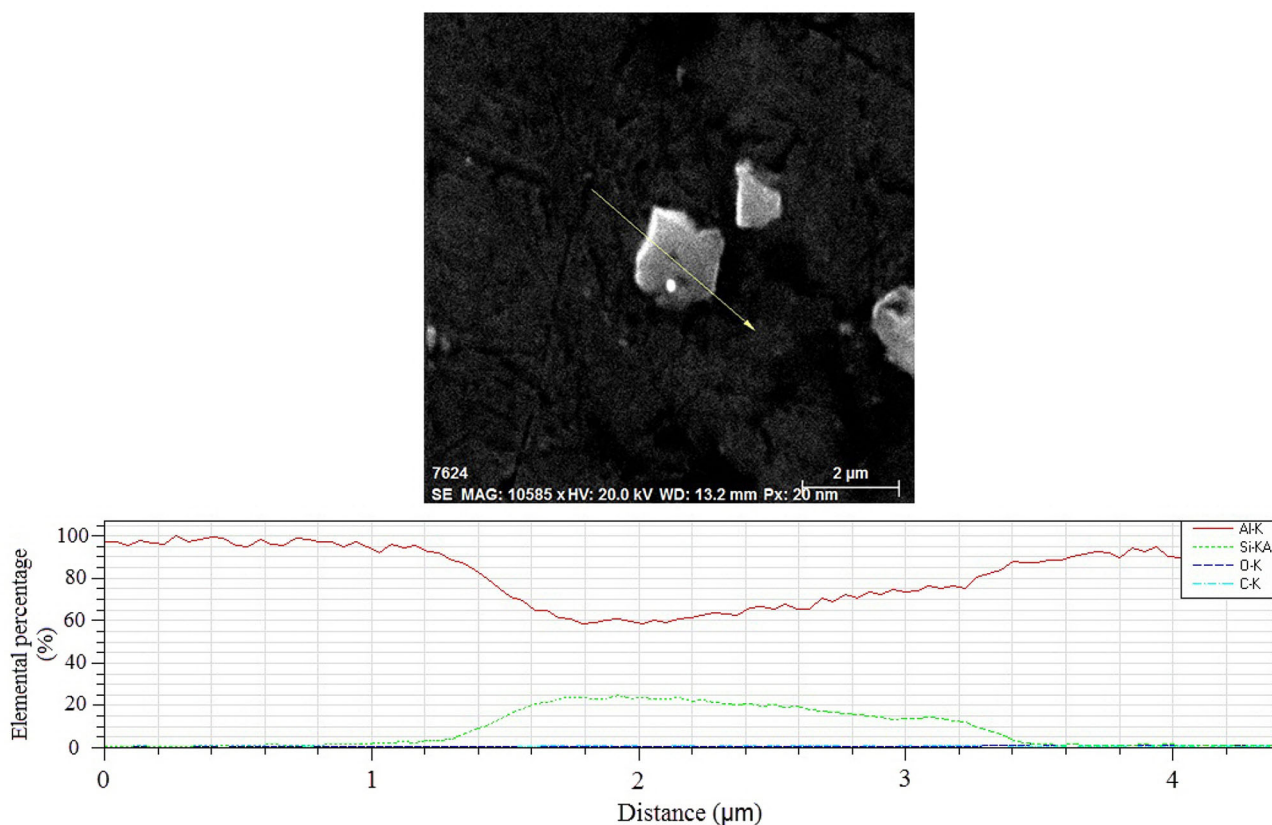 7624
2 µm
SE MAG: 10585 x HV: 20.0 kV WD: 13.2 mm Px: 20 nm
Elemental percentage
(%)
100
80
60
40
20
0
Al-K
Si-KA
O-K
C-K
0 1 2 3 4
Distance (µm)